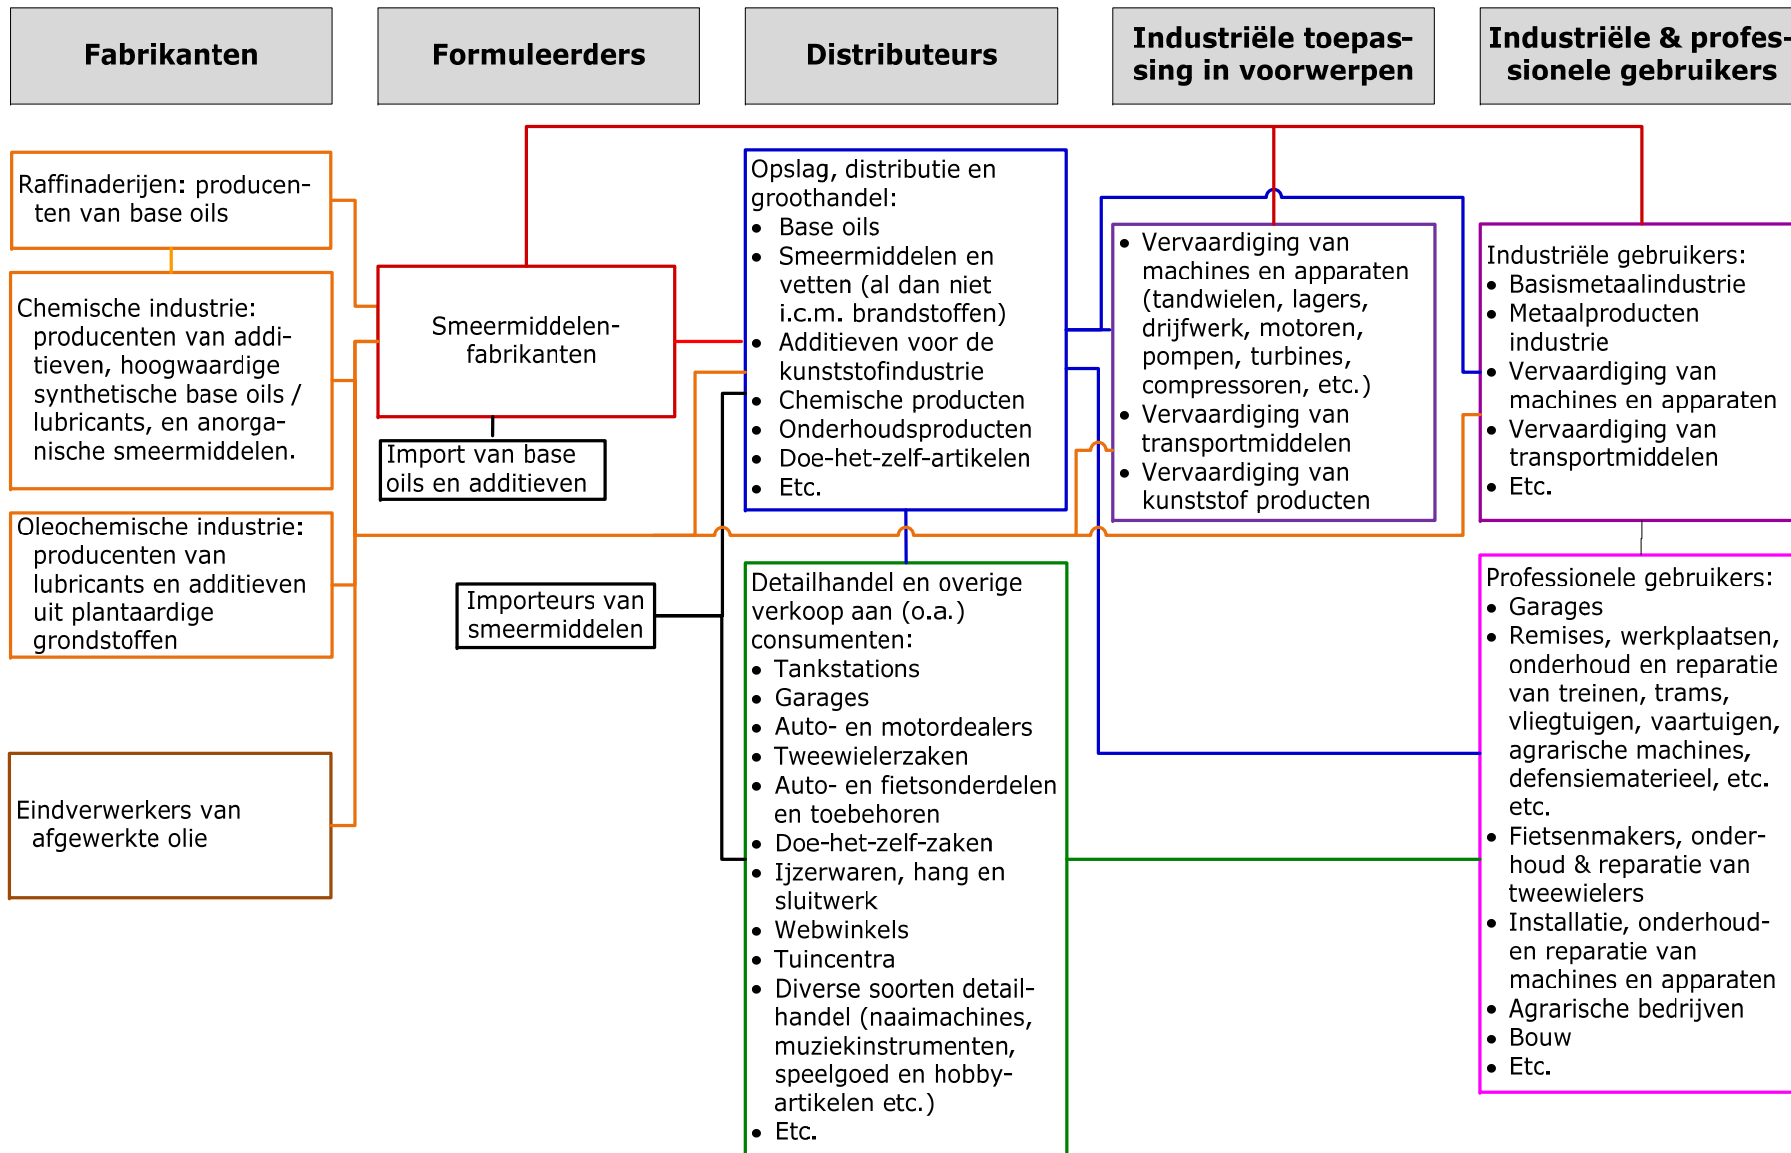 Fabrikanten
Formuleerders
Distributeurs
Industriële toepas-
sing in voorwerpen
Industriële & profes-
sionele gebruikers
Raffinaderijen: producen-
ten van base oils
Chemische industrie:
producenten van addi-
tieven, hoogwaardige
synthetische base oils /
lubricants, en anorga-
nische smeermiddelen.
Oleochemische industrie:
producenten van
lubricants en additieven
uit plantaardige
grondstoffen
Eindverwerkers van
afgewerkte olie
Smeermiddelen-
fabrikanten
Import van base
oils en additieven
Importeurs van
smeermiddelen
Opslag, distributie en
groothandel:
• Base oils
• Smeermiddelen en
vetten (al dan niet
i.c.m. brandstoffen)
• Additieven voor de
kunststofindustrie
• Chemische producten
• Onderhoudsproducten
• Doe-het-zelf-artikelen
• Etc.
Detailhandel en overige
verkoop aan (o.a.)
consumenten:
• Tankstations
• Garages
• Auto- en motordealers
• Tweewielerzaken
• Auto- en fietsonderdelen
en toebehoren
• Doe-het-zelf-zaken
• Ijzerwaren, hang en
sluitwerk
• Webwinkels
• Tuincentra
• Diverse soorten detail-
handel (naaimachines,
muziekinstrumenten,
speelgoed en hobby-
artikelen etc.)
• Etc.
• Vervaardiging van
machines en apparaten
(tandwielen, lagers,
drijfwerk, motoren,
pompen, turbines,
compressoren, etc.)
• Vervaardiging van
transportmiddelen
• Vervaardiging van
kunststof producten
Industriële gebruikers:
• Basismetaalindustrie
• Metaalproducten
industrie
• Vervaardiging van
machines en apparaten
• Vervaardiging van
transportmiddelen
• Etc.
Professionele gebruikers:
• Garages
• Remises, werkplaatsen,
onderhoud en reparatie
van treinen, trams,
vliegtuigen, vaartuigen,
agrarische machines,
defensiematerieel, etc.
etc.
• Fietsenmakers, onder-
houd & reparatie van
tweewielers
• Installatie, onderhoud-
en reparatie van
machines en apparaten
• Agrarische bedrijven
• Bouw
• Etc.